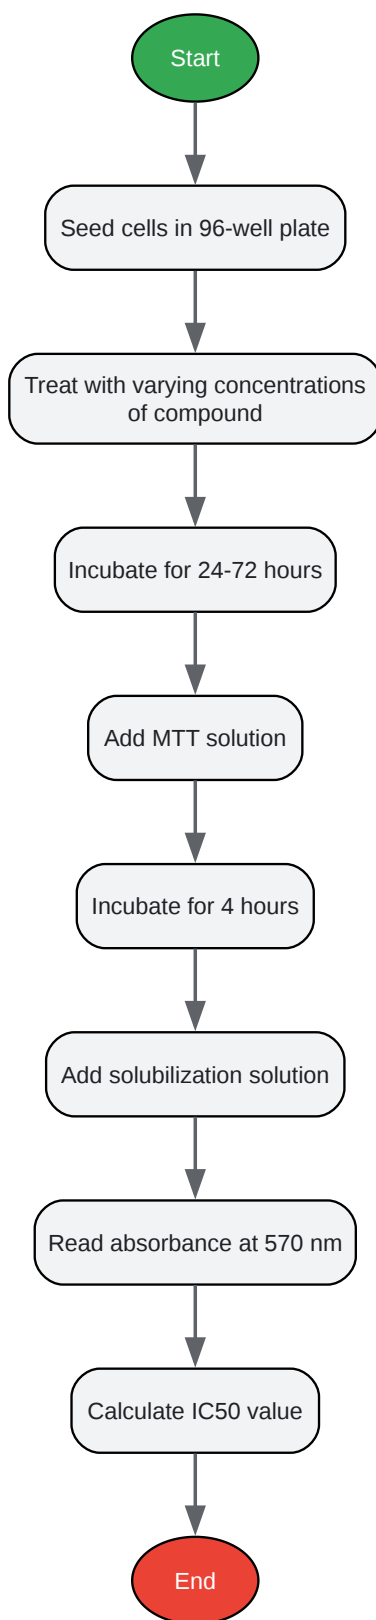 Start
Seed cells in 96-well plate
Treat with varying concentrations
of compound
Incubate for 24-72 hours
Add MTT solution
Incubate for 4 hours
Add solubilization solution
Read absorbance at 570 nm
Calculate IC50 value
End